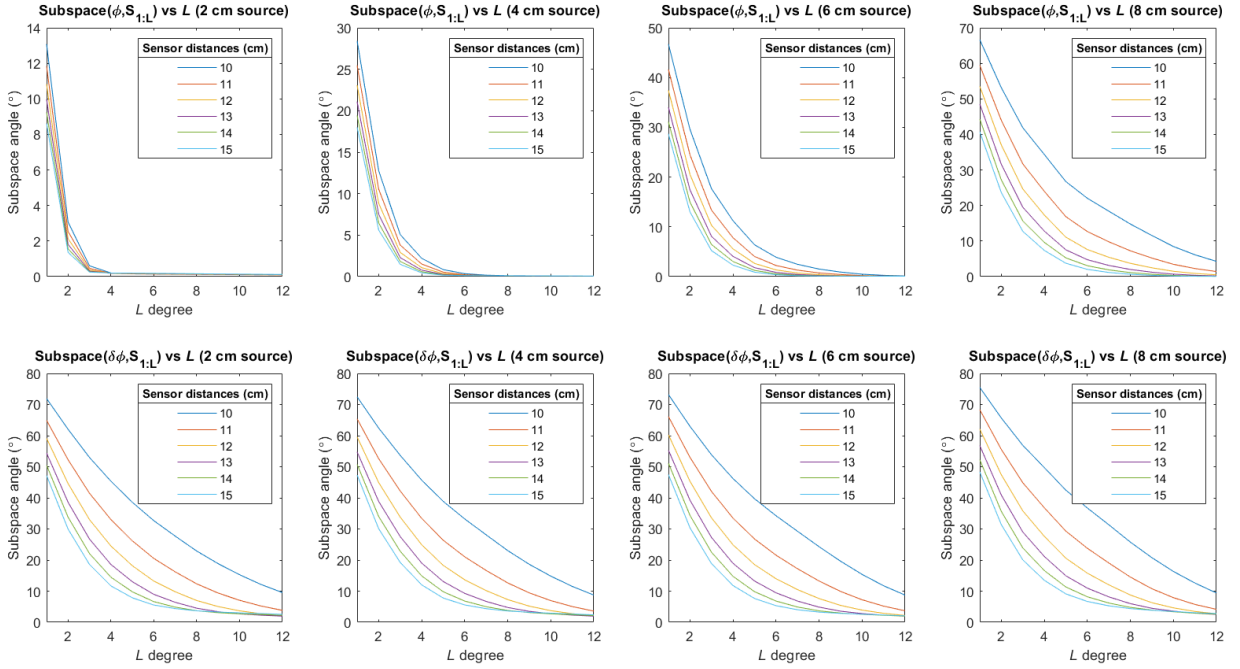 Subspace(ϕ,S1:L) vs L (2 cm source)
Subspace angle (°)
14
12
10
8
6
4
2
0
Sensor distances (cm)
10
11
12
13
14
15
2 4 6 8 10 12
L degree
Subspace(ϕ,S1:L) vs L (4 cm source)
Subspace angle (°)
30
25
20
15
10
5
0
Sensor distances (cm)
10
11
12
13
14
15
2 4 6 8 10 12
L degree
Subspace(ϕ,S1:L) vs L (6 cm source)
Subspace angle (°)
50
40
30
20
10
0
Sensor distances (cm)
10
11
12
13
14
15
2 4 6 8 10 12
L degree
Subspace(ϕ,S1:L) vs L (8 cm source)
Subspace angle (°)
70
60
50
40
30
20
10
0
Sensor distances (cm)
10
11
12
13
14
15
2 4 6 8 10 12
L degree
Subspace(δϕ,S1:L) vs L (2 cm source)
Subspace angle (°)
80
70
60
50
40
30
20
10
0
Sensor distances (cm)
10
11
12
13
14
15
2 4 6 8 10 12
L degree
Subspace(δϕ,S1:L) vs L (4 cm source)
Subspace angle (°)
80
70
60
50
40
30
20
10
0
Sensor distances (cm)
10
11
12
13
14
15
2 4 6 8 10 12
L degree
Subspace(δϕ,S1:L) vs L (6 cm source)
Subspace angle (°)
80
70
60
50
40
30
20
10
0
Sensor distances (cm)
10
11
12
13
14
15
2 4 6 8 10 12
L degree
Subspace(δϕ,S1:L) vs L (8 cm source)
Subspace angle (°)
80
70
60
50
40
30
20
10
0
Sensor distances (cm)
10
11
12
13
14
15
2 4 6 8 10 12
L degree